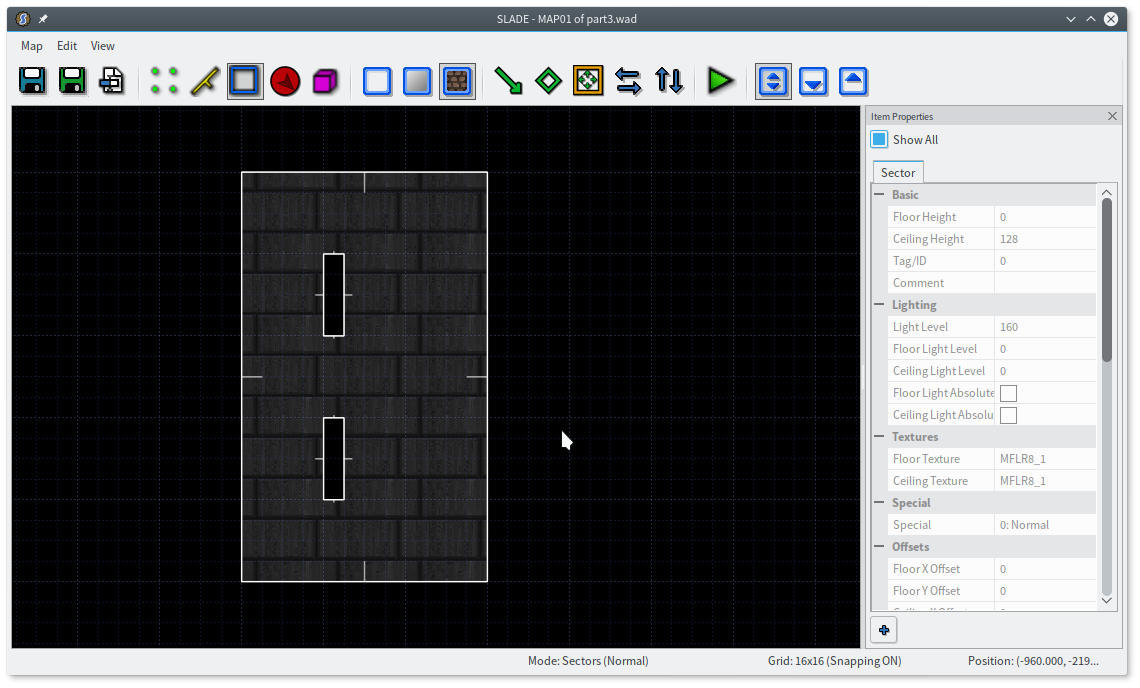 SLADE - MAP01 of part3.wad
Map Edit View
Item Properties
Show All
Sector
Basic
Floor Height 0
Ceiling Height 128
Tag/ID 0
Comment
Lighting
Light Level 160
Floor Light Level 0
Ceiling Light Level 0
Floor Light Absolute
Ceiling Light Absolu
Textures
Floor Texture MFLR8_1
Ceiling Texture MFLR8_1
Special
Special 0: Normal
Offsets
Floor X Offset 0
Floor Y Offset 0
Mode: Sectors (Normal) Grid: 16x16 (Snapping ON) Position: (-960.000, -219...